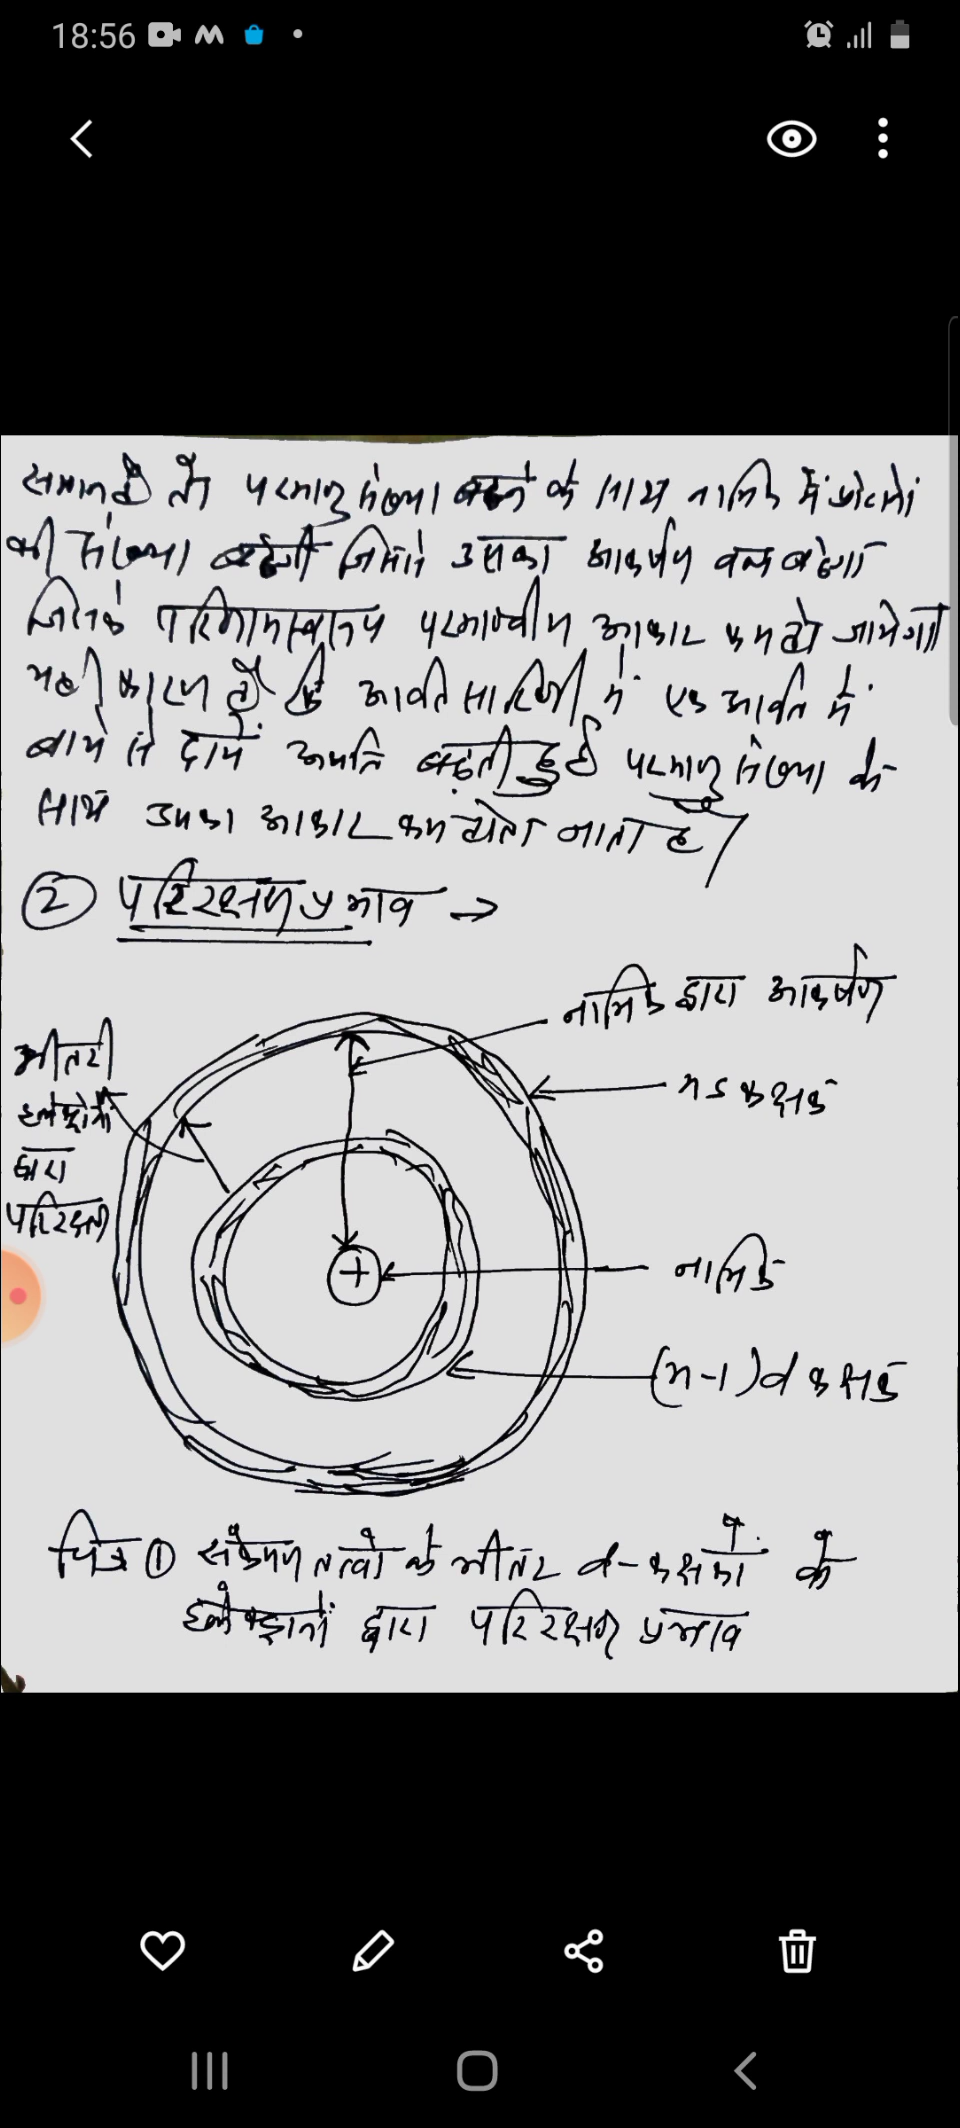 18:56
समान है तो परमाणु संख्या बढ़ने के साथ नाभिक में प्रोटोनों
की संख्या बढ़ेगी जिससे उसका आकर्षण बल बढ़ेगा
जिसके परिणामस्वरूप परमाण्वीय आकार कम हो जायेगा
यही कारण है कि आवर्त सारिणी में एक आवर्त में
बायें से दायें अर्थात बढ़ती हुई परमाणु संख्या के
साथ उसका आकार कम होता जाता है
② परिरक्षण प्रभाव →
नाभिक द्वारा आकर्षण
भीतरी
इलेक्ट्रोनों
द्वारा
परिरक्षण
ns कक्षक
+
नाभिक
(n-1)d कक्षक
चित्र ① संक्रमण तत्वों के भीतर d-कक्षकों के
इलेक्ट्रानों द्वारा परिरक्षण प्रभाव